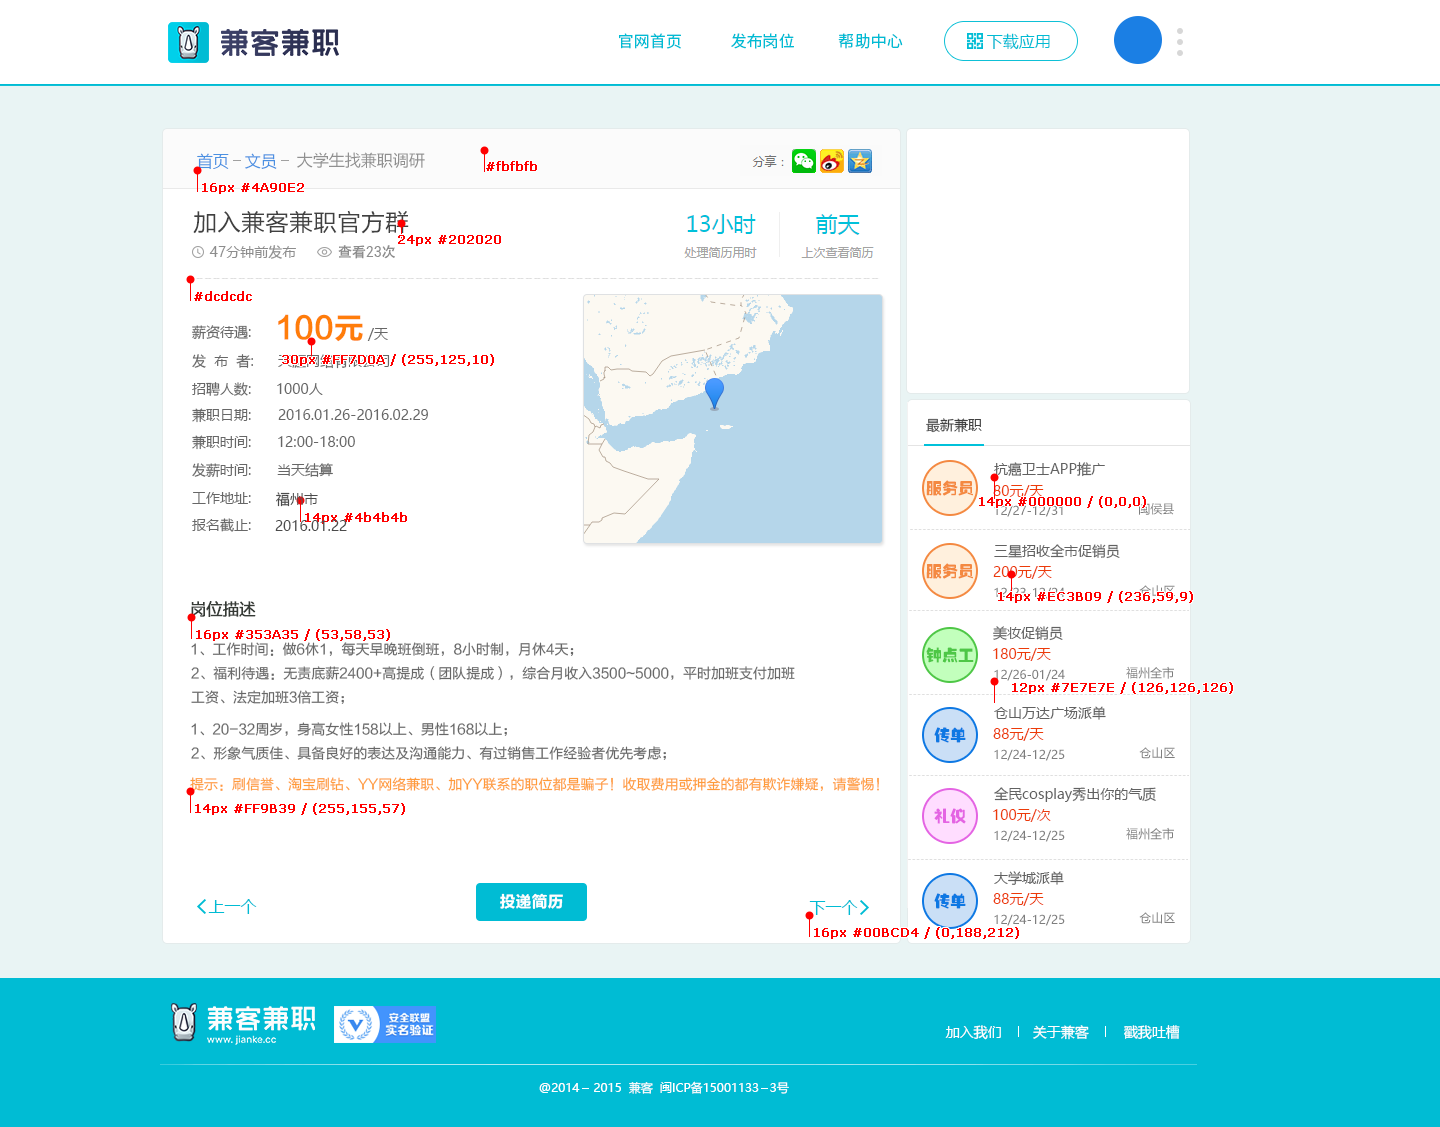 兼客兼职
官网首页
发布岗位
帮助中心
下载应用
首页 – 文员 – 大学生找兼职调研
#fbfbfb
分享：
16px #4A90E2
加入兼客兼职官方群
24px #202020
47分钟前发布
查看23次
13小时
处理简历用时
前天
上次查看简历
#dcdcdc
薪资待遇: 100元 /天
30px #FF7D0A / (255,125,10)
发 布 者:
招聘人数: 1000人
兼职日期: 2016.01.26-2016.02.29
兼职时间: 12:00-18:00
发薪时间: 当天结算
工作地址: 福州市
14px #4b4b4b
报名截止: 2016.01.22
岗位描述
16px #353A35 / (53,58,53)
1、工作时间：做6休1，每天早晚班倒班，8小时制，月休4天；
2、福利待遇：无责底薪2400+高提成（团队提成），综合月收入3500~5000，平时加班支付加班
工资、法定加班3倍工资；
1、20-32周岁，身高女性158以上、男性168以上；
2、形象气质佳、具备良好的表达及沟通能力、有过销售工作经验者优先考虑；
提示：刷信誉、淘宝刷钻、YY网络兼职、加YY联系的职位都是骗子！收取费用或押金的都有欺诈嫌疑，请警惕！
14px #FF9B39 / (255,155,57)
上一个
投递简历
下一个
16px #00BCD4 / (0,188,212)
最新兼职
服务员
抗癌卫士APP推广
80元/天
14px #000000 / (0,0,0)
12/27-12/31
闽侯县
服务员
三星招收全市促销员
200元/天
12/23-12/24
仓山区
14px #EC3B09 / (236,59,9)
钟点工
美妆促销员
180元/天
12/26-01/24
福州全市
12px #7E7E7E / (126,126,126)
传单
仓山万达广场派单
88元/天
12/24-12/25
仓山区
礼仪
全民cosplay秀出你的气质
100元/次
12/24-12/25
福州全市
传单
大学城派单
88元/天
12/24-12/25
仓山区
兼客兼职
www.jianke.cc
安全联盟
实名验证
加入我们
关于兼客
戳我吐槽
@2014 – 2015 兼客 闽ICP备15001133 – 3号